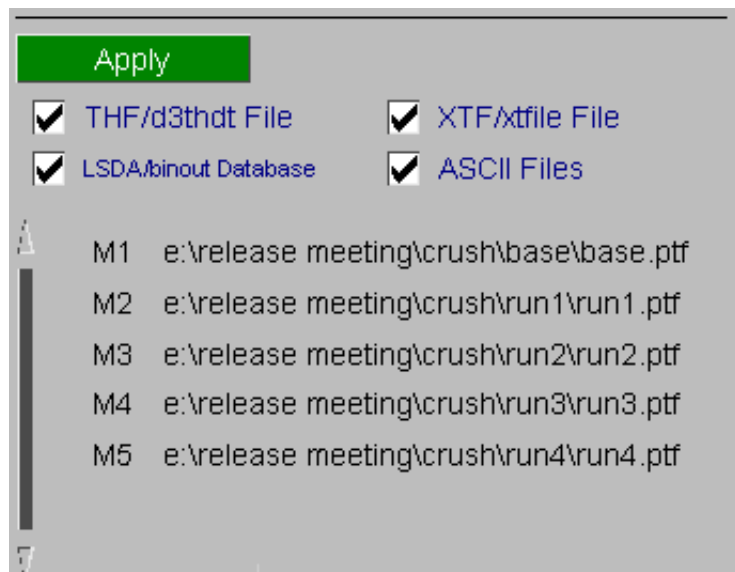 Apply
THF/d3thdt File XTF/xtfile File
LSDA/binout Database ASCII Files
M1 e:\release meeting\crush\base\base.ptf
M2 e:\release meeting\crush\run1\run1.ptf
M3 e:\release meeting\crush\run2\run2.ptf
M4 e:\release meeting\crush\run3\run3.ptf
M5 e:\release meeting\crush\run4\run4.ptf